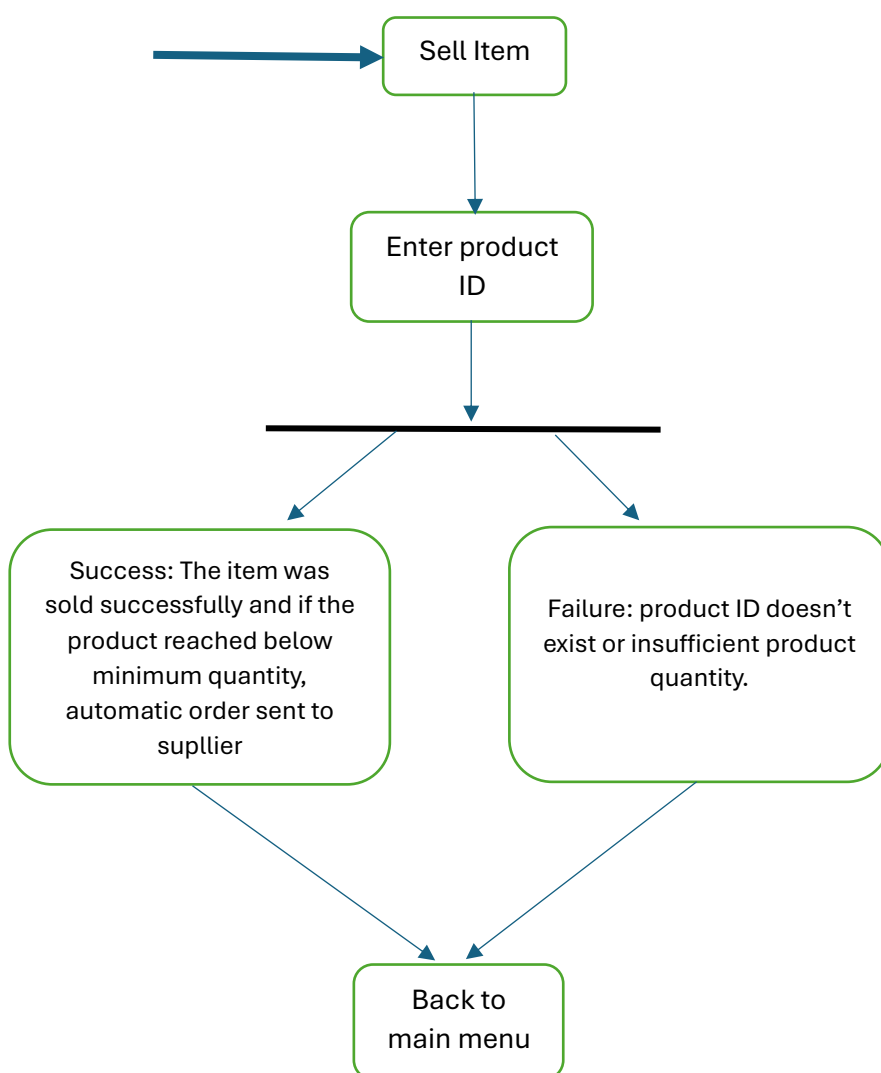 Sell Item
Enter product
ID
Success: The item was
sold successfully and if the
product reached below
minimum quantity,
automatic order sent to
supllier
Failure: product ID doesn’t
exist or insufficient product
quantity.
Back to
main menu